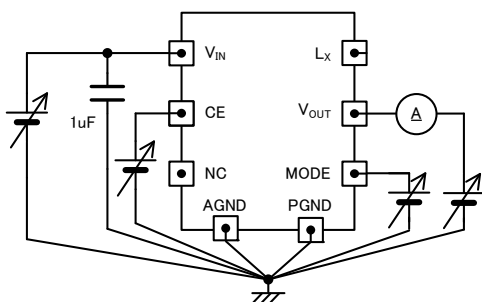 VIN
LX
1uF
CE
VOUT
A
NC
MODE
AGND
PGND